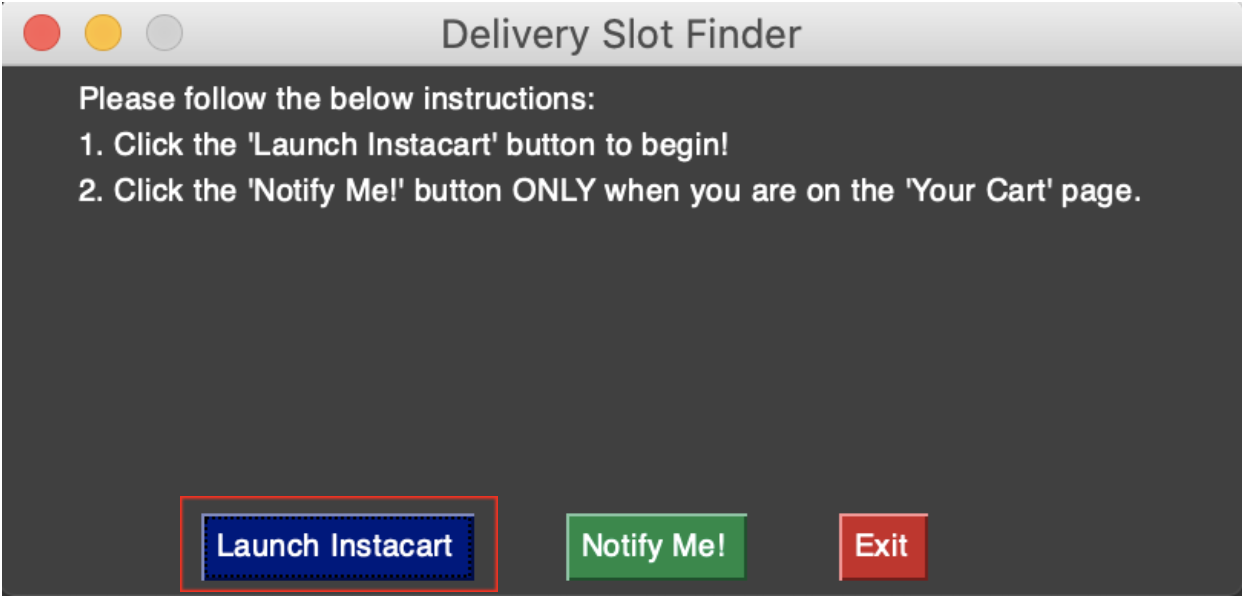 Delivery Slot Finder
Please follow the below instructions:
1. Click the 'Launch Instacart' button to begin!
2. Click the 'Notify Me!' button ONLY when you are on the 'Your Cart' page.
Launch Instacart Notify Me! Exit